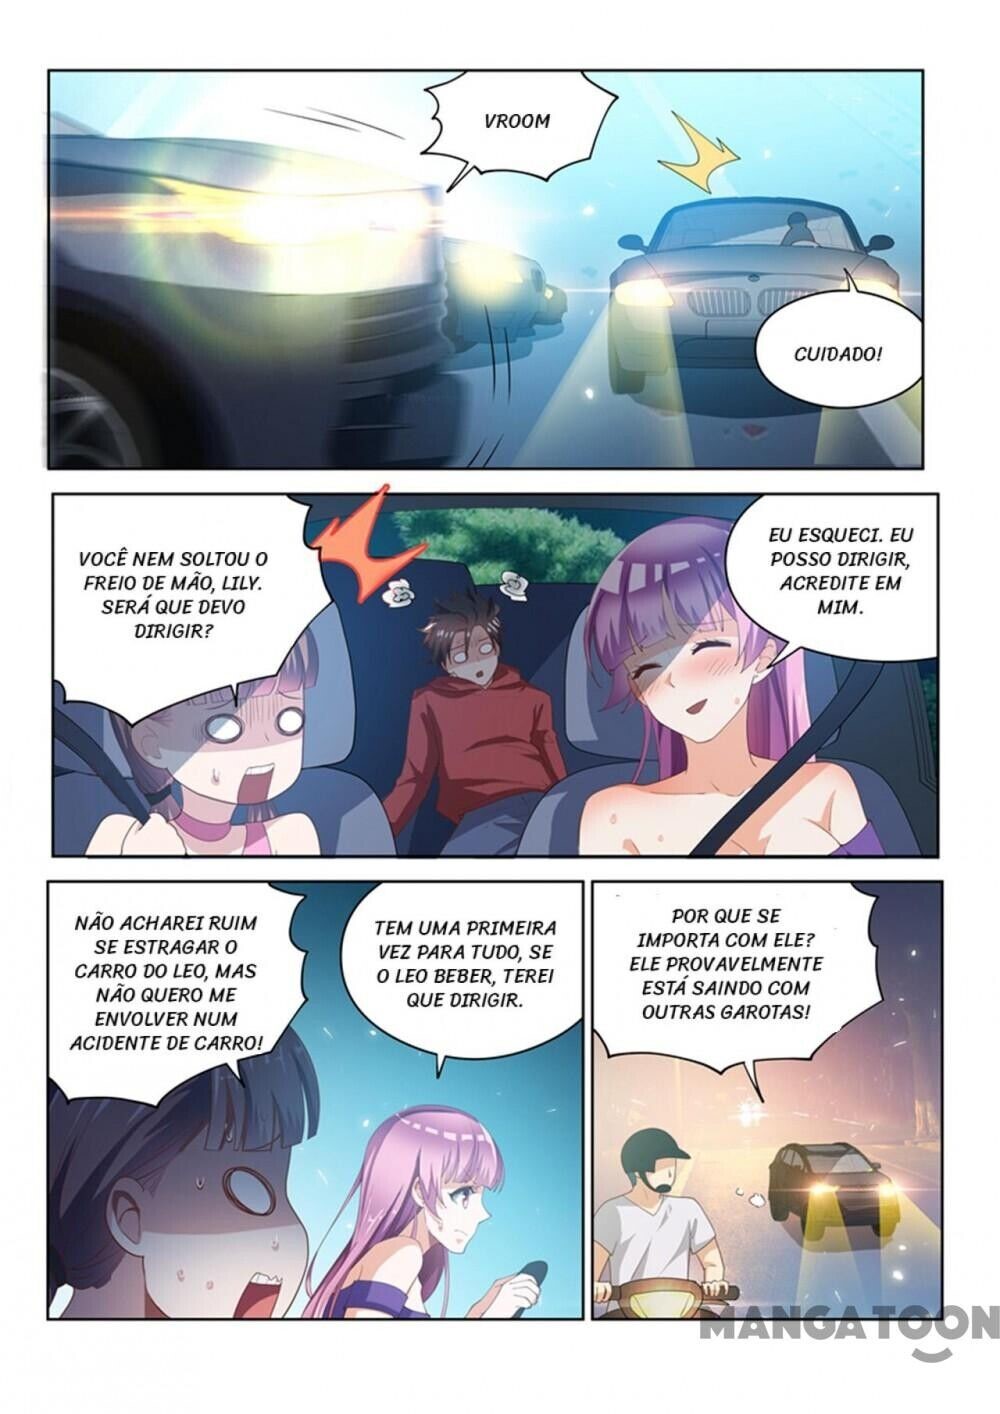 VROOM
CUIDADO!
VOCÊ NEM SOLTOU O
FREIO DE MÃO, LILY.
SERÁ QUE DEVO
DIRIGIR?
EU ESQUECI. EU
POSSO DIRIGIR,
ACREDITE EM
MIM.
NÃO ACHAREI RUIM
SE ESTRAGAR O
CARRO DO LEO, MAS
NÃO QUERO ME
ENVOLVER NUM
ACIDENTE DE CARRO!
TEM UMA PRIMEIRA
VEZ PARA TUDO, SE
O LEO BEBER, TEREI
QUE DIRIGIR.
POR QUE SE
IMPORTA COM ELE?
ELE PROVAVELMENTE
ESTÁ SAINDO COM
OUTRAS GAROTAS!
MANGATOON